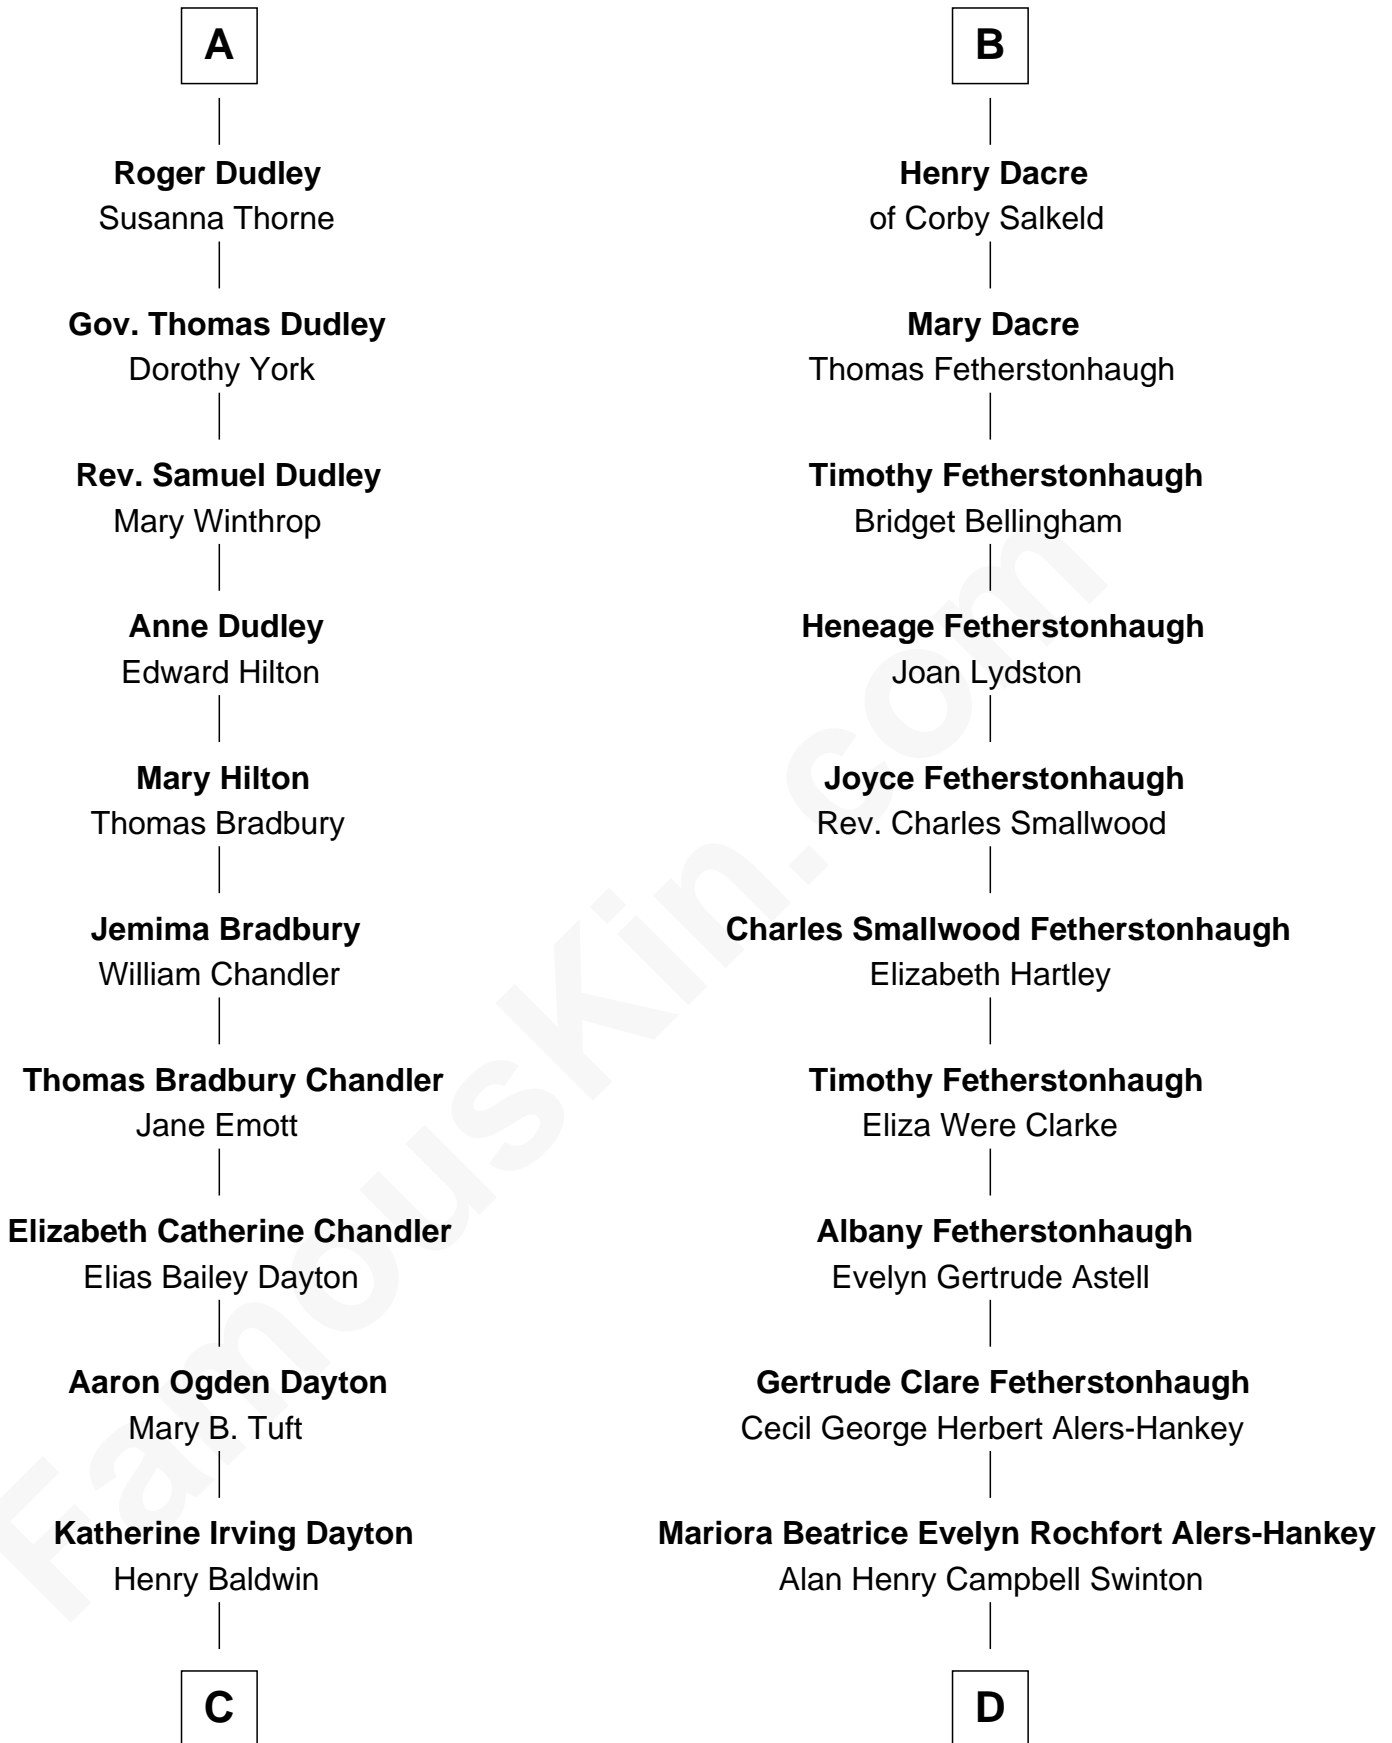 A
Roger Dudley
Susanna Thorne
Gov. Thomas Dudley
Dorothy York
Rev. Samuel Dudley
Mary Winthrop
Anne Dudley
Edward Hilton
Mary Hilton
Thomas Bradbury
Jemima Bradbury
William Chandler
Thomas Bradbury Chandler
Jane Emott
Elizabeth Catherine Chandler
Elias Bailey Dayton
Aaron Ogden Dayton
Mary B. Tuft
Katherine Irving Dayton
Henry Baldwin
C
B
Henry Dacre
of Corby Salkeld
Mary Dacre
Thomas Fetherstonhaugh
Timothy Fetherstonhaugh
Bridget Bellingham
Heneage Fetherstonhaugh
Joan Lydston
Joyce Fetherstonhaugh
Rev. Charles Smallwood
Charles Smallwood Fetherstonhaugh
Elizabeth Hartley
Timothy Fetherstonhaugh
Eliza Were Clarke
Albany Fetherstonhaugh
Evelyn Gertrude Astell
Gertrude Clare Fetherstonhaugh
Cecil George Herbert Alers-Hankey
Mariora Beatrice Evelyn Rochfort Alers-Hankey
Alan Henry Campbell Swinton
D
FamousKin.com